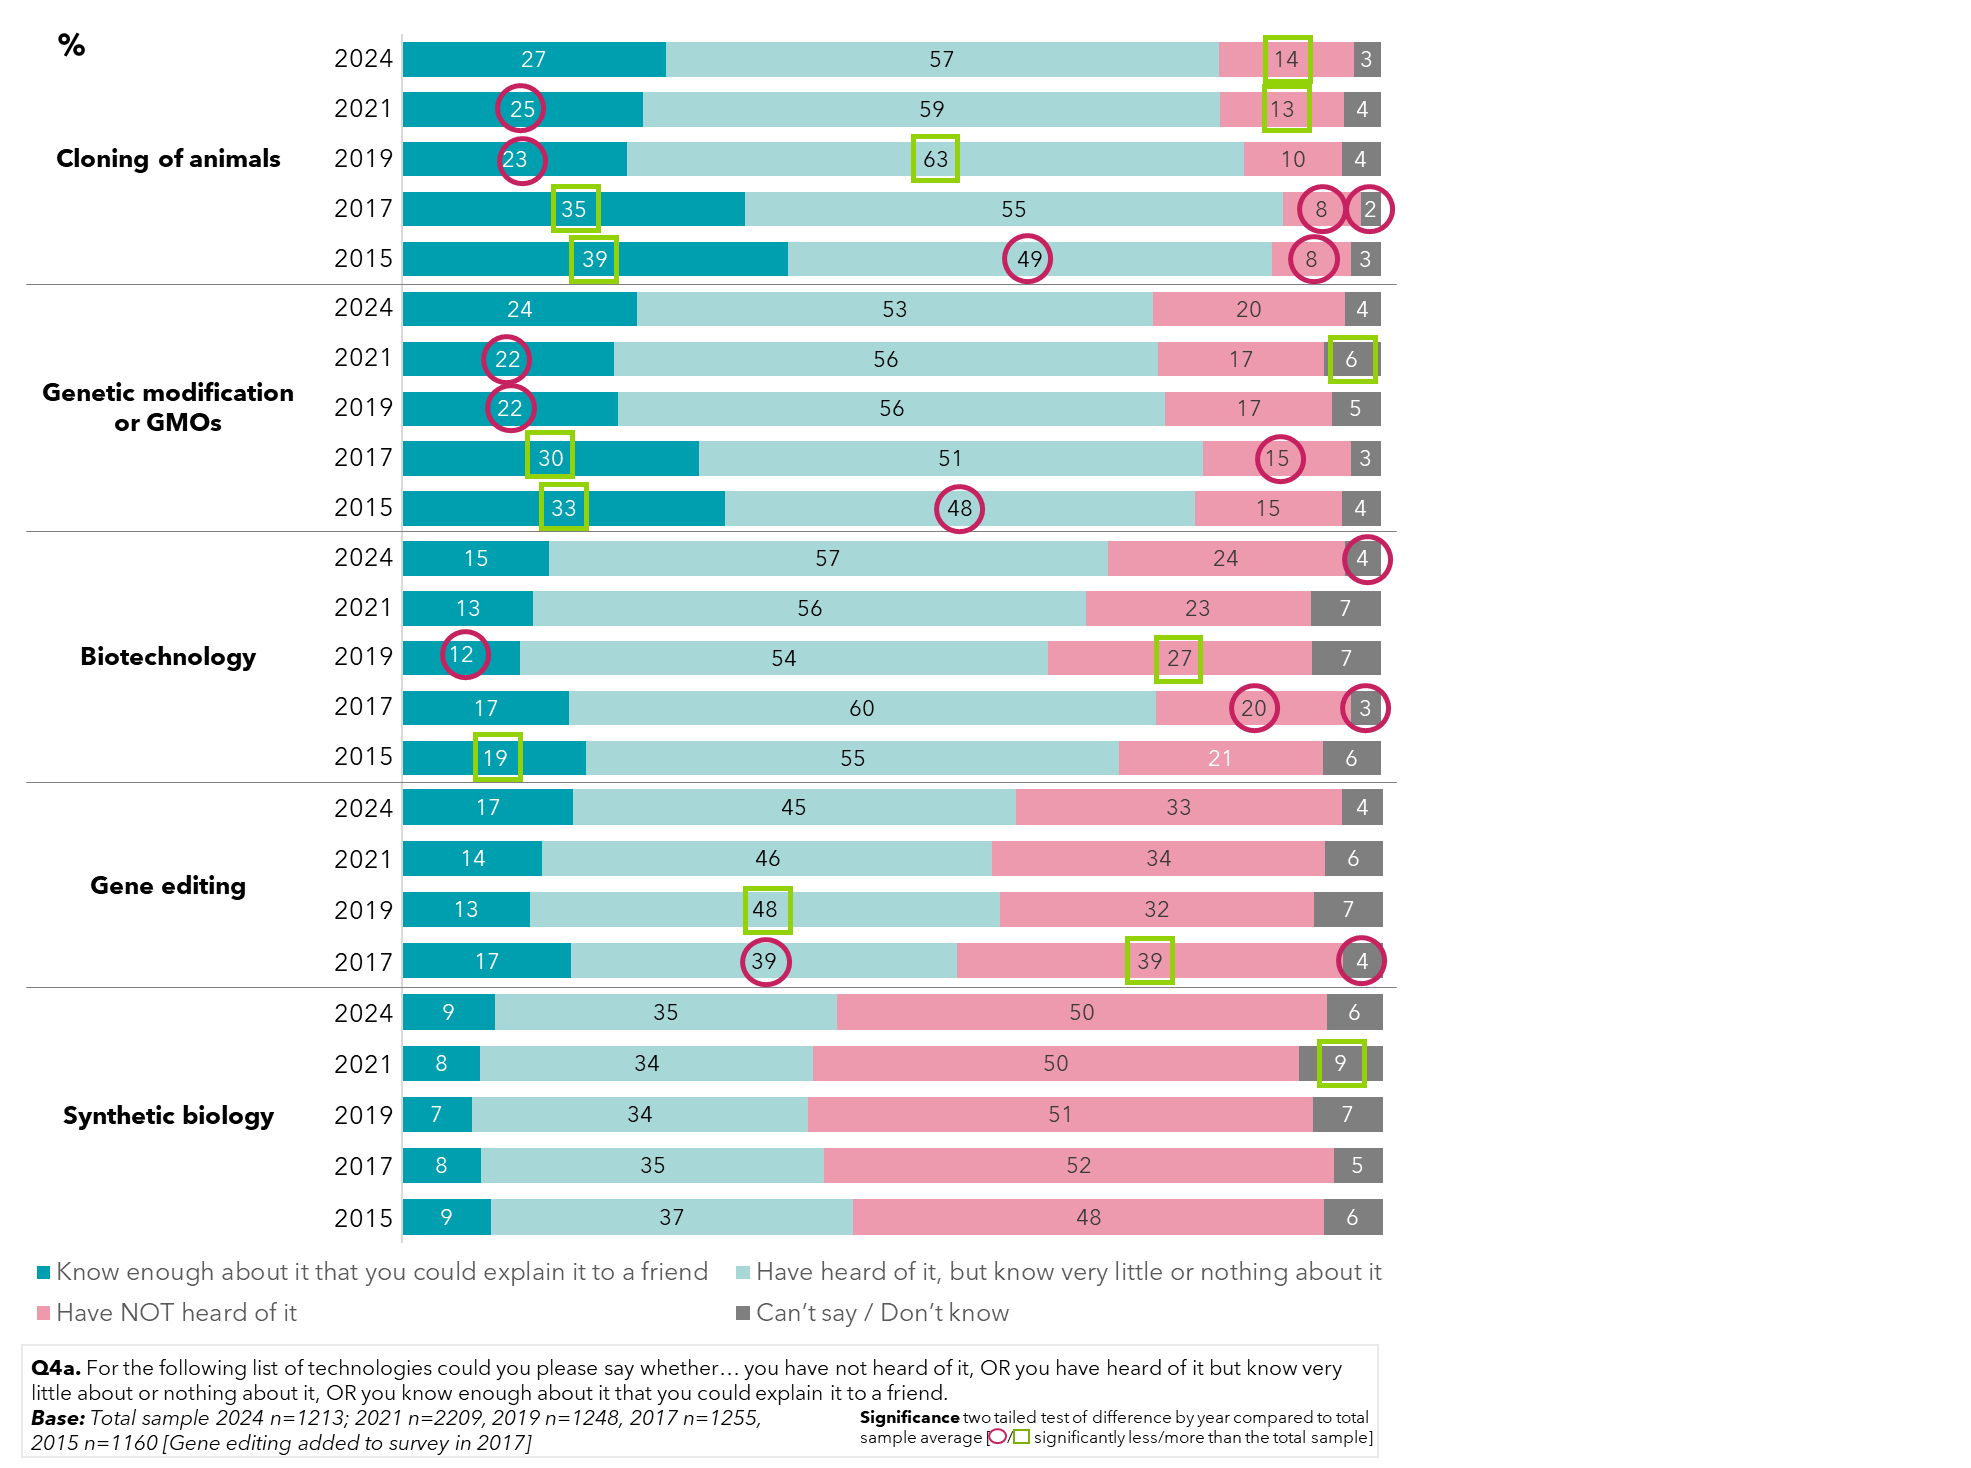 %
2024 27 57 14 3
2021 25 59 13 4
Cloning of animals 2019 23 63 10 4
2017 35 55 8 2
2015 39 49 8 3
2024 24 53 20 4
2021 22 56 17 6
Genetic modification
or GMOs
2019 22 56 17 5
2017 30 51 15 3
2015 33 48 15 4
2024 15 57 24 4
2021 13 56 23 7
Biotechnology 2019 12 54 27 7
2017 17 60 20 3
2015 19 55 21 6
2024 17 45 33 4
2021 14 46 34 6
Gene editing
2019 13 48 32 7
2017 17 39 39 4
2024 9 35 50 6
2021 8 34 50 9
Synthetic biology 2019 7 34 51 7
2017 8 35 52 5
2015 9 37 48 6
Know enough about it that you could explain it to a friend Have heard of it, but know very little or nothing about it
Have NOT heard of it Can’t say / Don’t know
Q4a. For the following list of technologies could you please say whether… you have not heard of it, OR you have heard of it but know very
little about or nothing about it, OR you know enough about it that you could explain it to a friend.
Base: Total sample 2024 n=1213; 2021 n=2209, 2019 n=1248, 2017 n=1255,
2015 n=1160 [Gene editing added to survey in 2017]
Significance two tailed test of difference by year compared to total
sample average [ / significantly less/more than the total sample]